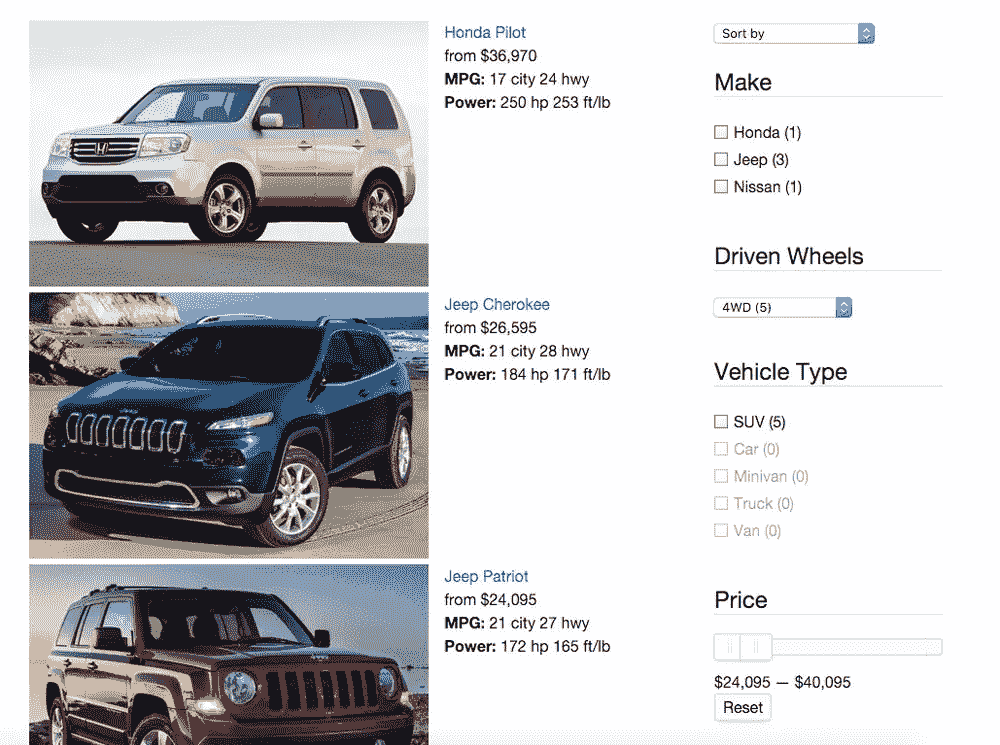 Honda Pilot
from $36,970
MPG: 17 city 24 hwy
Power: 250 hp 253 ft/lb
Jeep Cherokee
from $26,595
MPG: 21 city 28 hwy
Power: 184 hp 171 ft/lb
Jeep Patriot
from $24,095
MPG: 21 city 27 hwy
Power: 172 hp 165 ft/lb
Sort by
Make
Honda (1)
Jeep (3)
Nissan (1)
Driven Wheels
4WD (5)
Vehicle Type
SUV (5)
Car (0)
Minivan (0)
Truck (0)
Van (0)
Price
$24,095 — $40,095
Reset